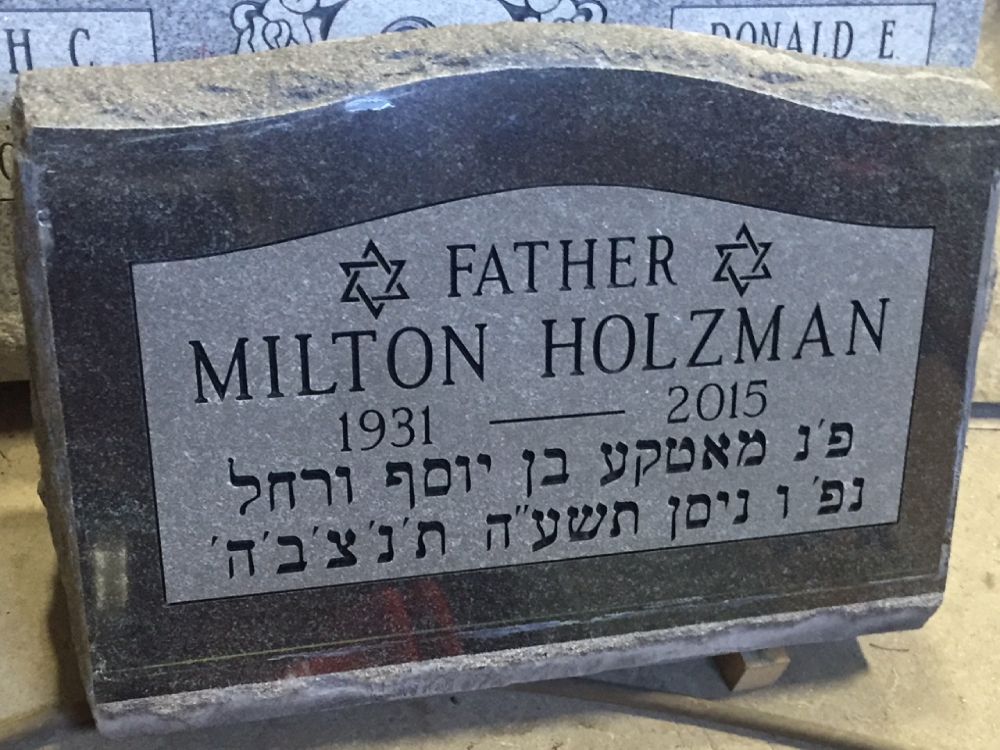 H C
DONALD E
FATHER
MILTON HOLZMAN
1931 — 2015
פ'נ מאטקע בן יוסף ורחל
נפ' ו ניסן תשע"ה ת'נ'צ'ב'ה'